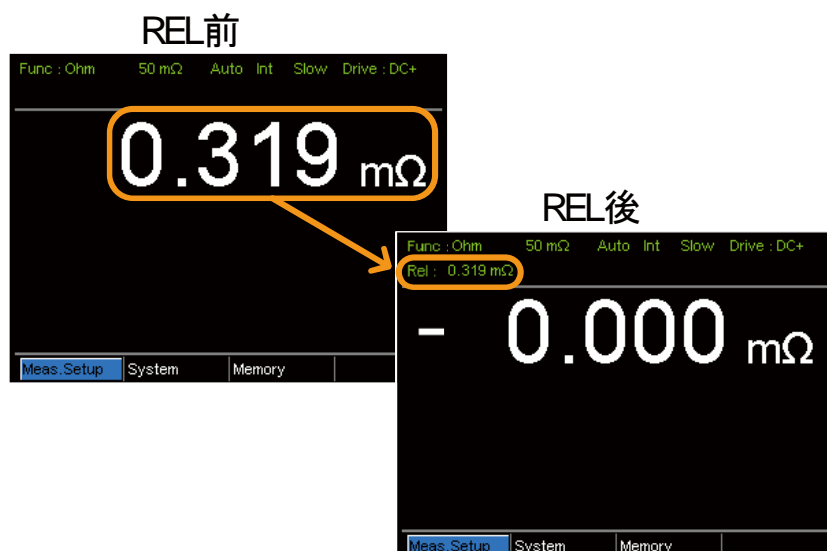 REL前
Func : Ohm 50 mΩ Auto Int Slow Drive : DC+
0.319 mΩ
Meas.Setup System Memory
REL後
Func : Ohm 50 mΩ Auto Int Slow Drive : DC+
Rel : 0.319 mΩ
- 0.000 mΩ
Meas.Setup System Memory